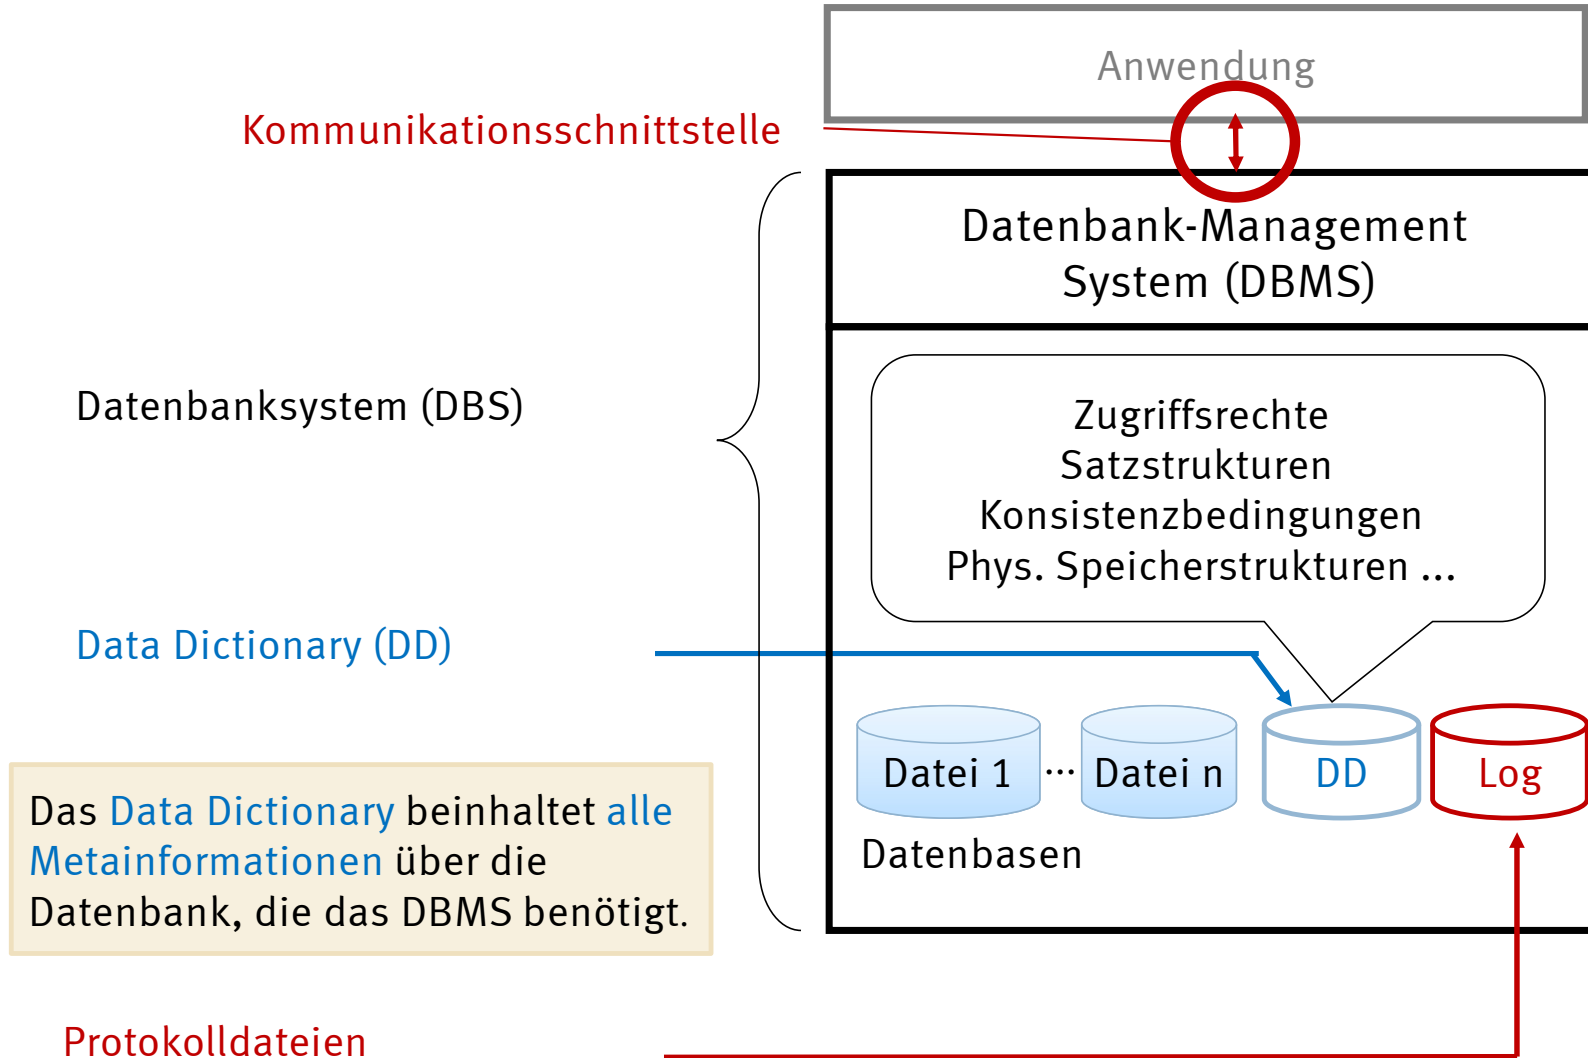 Anwendung
Kommunikationsschnittstelle
Datenbank-Management
System (DBMS)
Datenbanksystem (DBS)
Zugriffsrechte
Satzstrukturen
Konsistenzbedingungen
Phys. Speicherstrukturen ...
Data Dictionary (DD)
Datei 1 ... Datei n DD Log
Datenbasen
Das Data Dictionary beinhaltet alle
Metainformationen über die
Datenbank, die das DBMS benötigt.
Protokolldateien